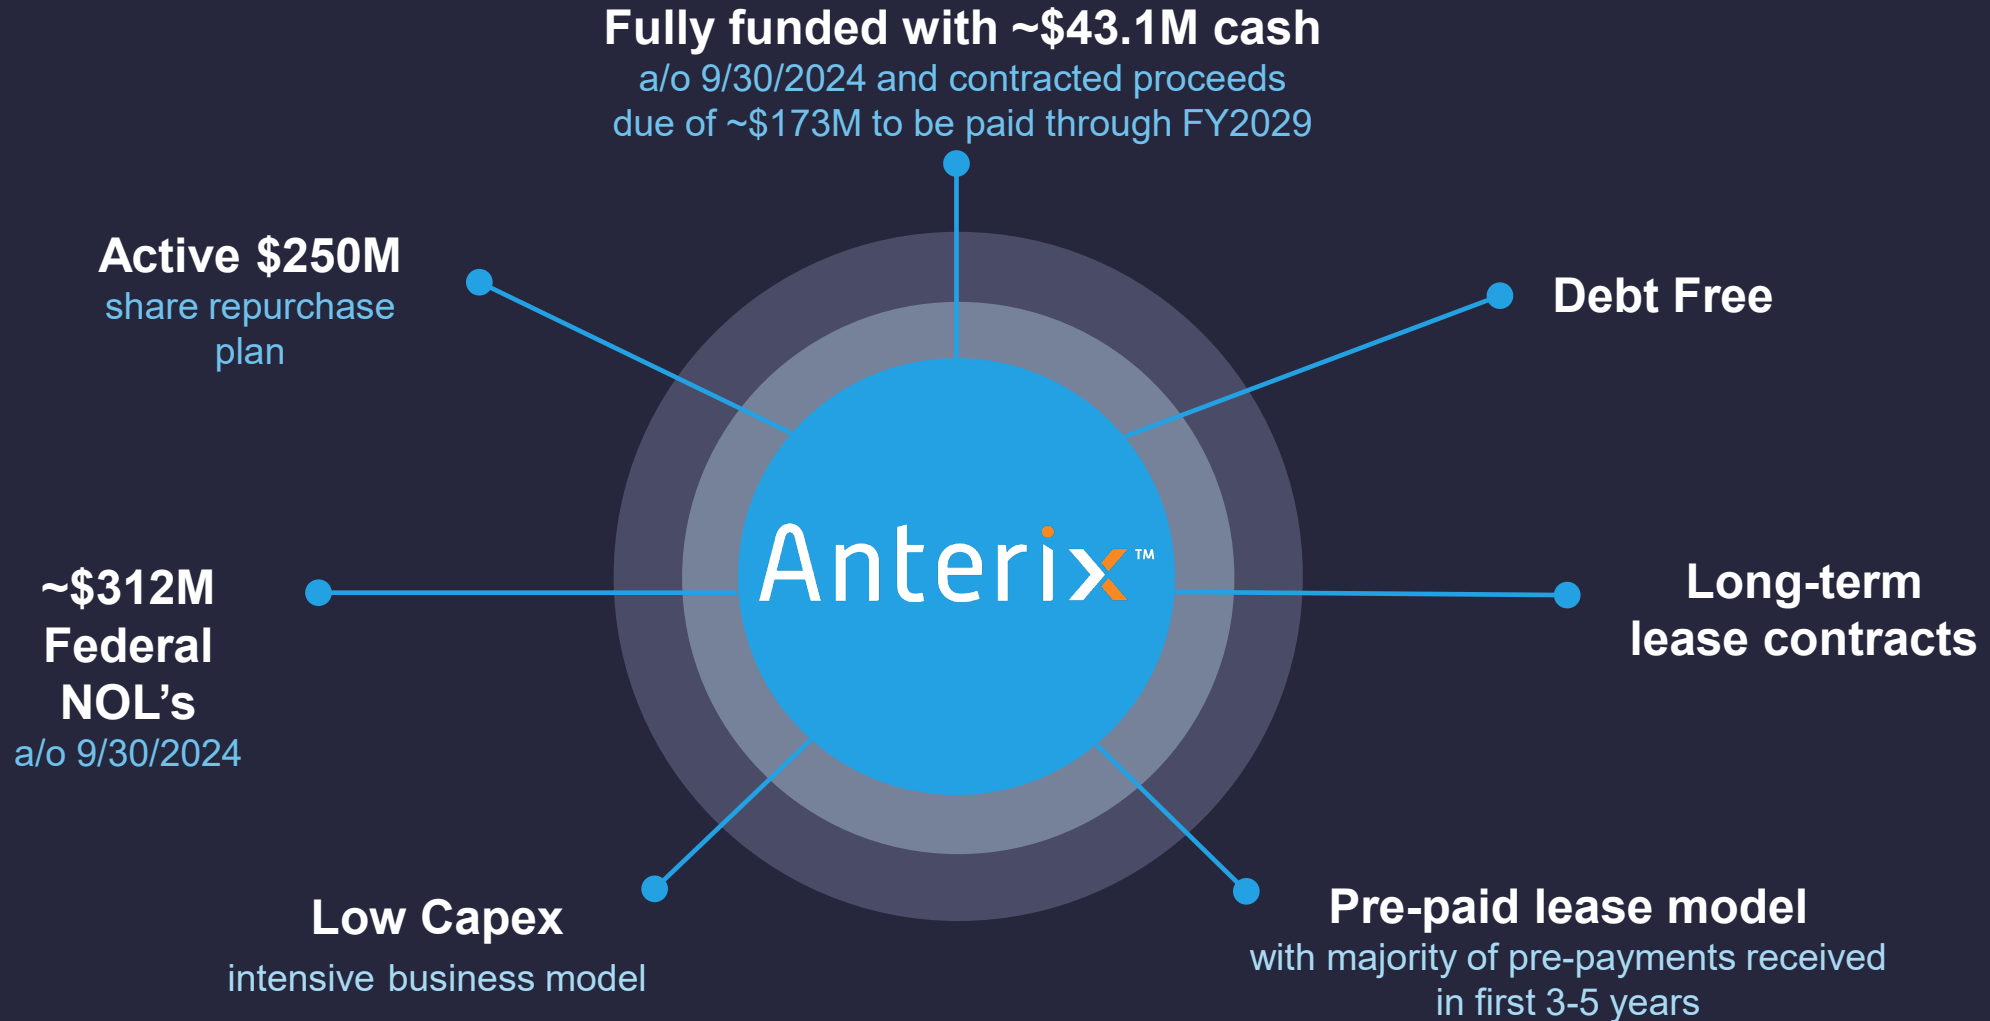 Fully funded with ~$43.1M cash
a/o 9/30/2024 and contracted proceeds
due of ~$173M to be paid through FY2029
Active $250M
share repurchase
plan
Debt Free
Anterix™
~$312M
Federal
NOL’s
a/o 9/30/2024
Long-term
lease contracts
Low Capex
intensive business model
Pre-paid lease model
with majority of pre-payments received
in first 3-5 years